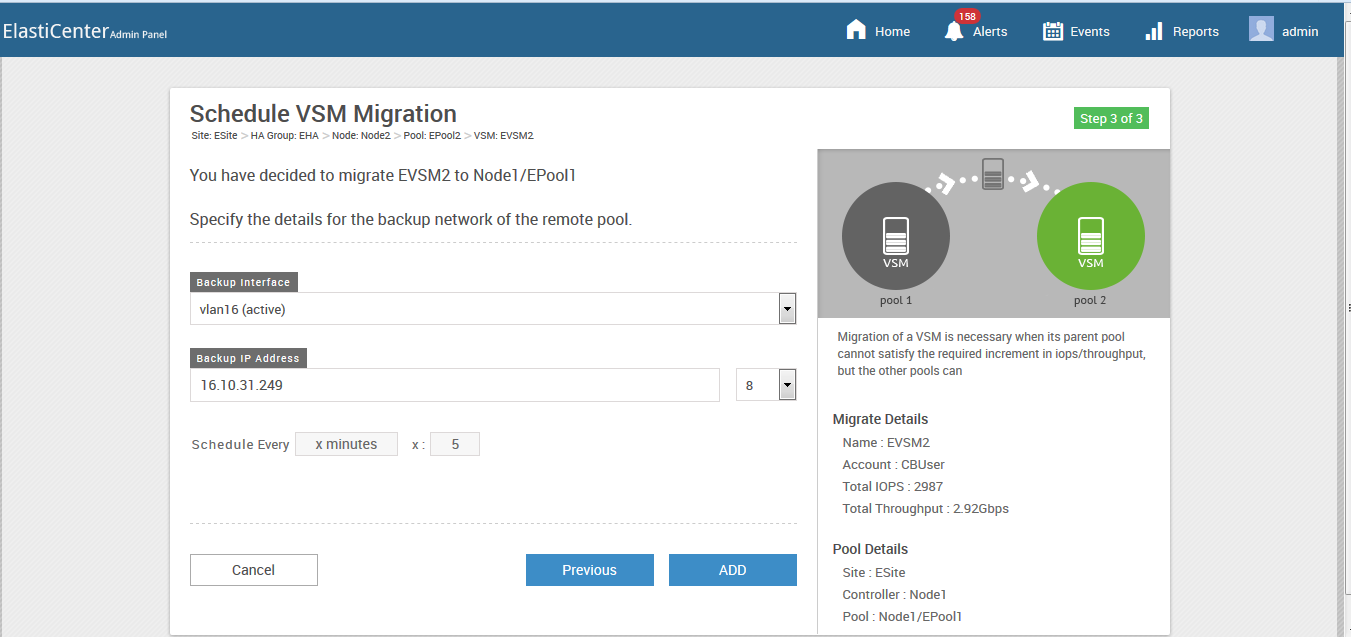 ElastiCenter Admin Panel
Home
158
Alerts
Events
Reports
admin
Schedule VSM Migration
Site: ESite > HA Group: EHA > Node: Node2 > Pool: EPool2 > VSM: EVSM2
Step 3 of 3
You have decided to migrate EVSM2 to Node1/EPool1
Specify the details for the backup network of the remote pool.
Backup Interface
vlan16 (active)
Backup IP Address
16.10.31.249
8
Schedule Every x minutes x : 5
Cancel
Previous
ADD
VSM
VSM
pool 1
pool 2
Migration of a VSM is necessary when its parent pool
cannot satisfy the required increment in iops/throughput,
but the other pools can
Migrate Details
Name : EVSM2
Account : CBUser
Total IOPS : 2987
Total Throughput : 2.92Gbps
Pool Details
Site : ESite
Controller : Node1
Pool : Node1/EPool1